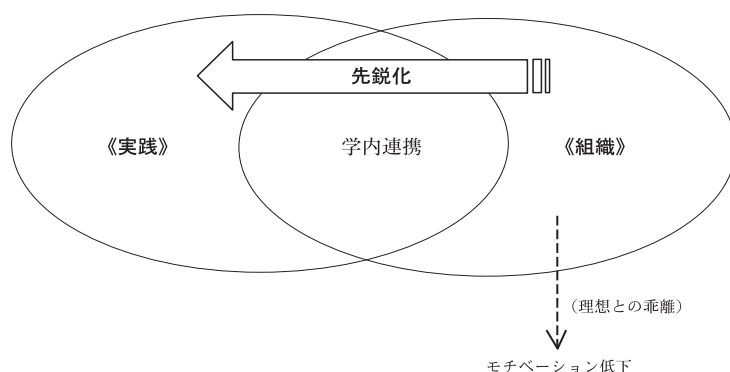 先鋭化
《実践》
学内連携
《組織》
（理想との乖離）
モチベーション低下